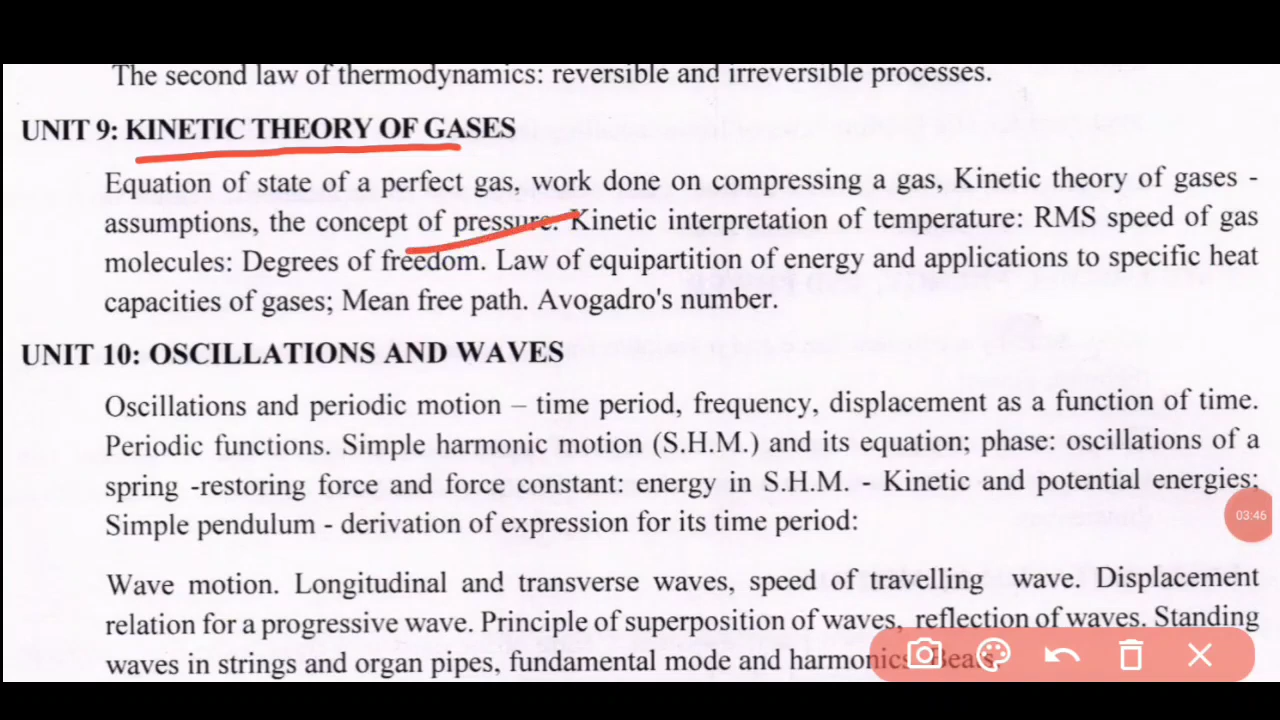 The second law of thermodynamics: reversible and irreversible processes.
UNIT 9: KINETIC THEORY OF GASES
Equation of state of a perfect gas, work done on compressing a gas, Kinetic theory of gases -
assumptions, the concept of pressure. Kinetic interpretation of temperature: RMS speed of gas
molecules: Degrees of freedom. Law of equipartition of energy and applications to specific heat
capacities of gases; Mean free path. Avogadro's number.
UNIT 10: OSCILLATIONS AND WAVES
Oscillations and periodic motion – time period, frequency, displacement as a function of time.
Periodic functions. Simple harmonic motion (S.H.M.) and its equation; phase: oscillations of a
spring -restoring force and force constant: energy in S.H.M. - Kinetic and potential energies;
Simple pendulum - derivation of expression for its time period:
03:46
Wave motion. Longitudinal and transverse waves, speed of travelling wave. Displacement
relation for a progressive wave. Principle of superposition of waves, reflection of waves. Standing
waves in strings and organ pipes, fundamental mode and harmonics. Beats.